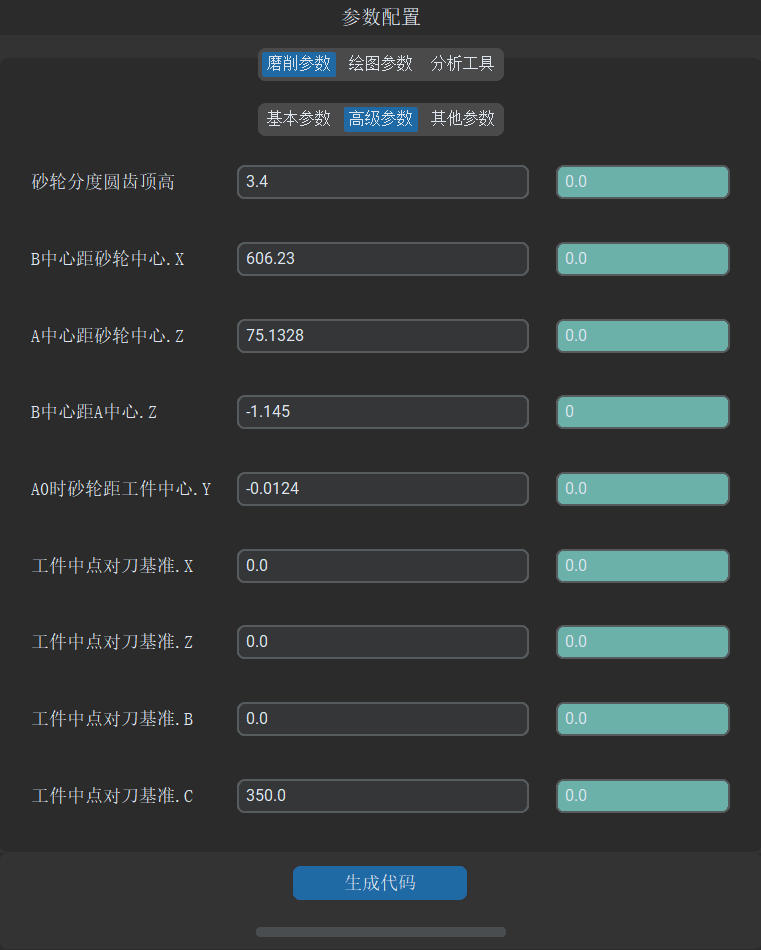 参数配置
磨削参数 绘图参数 分析工具
基本参数 高级参数 其他参数
砂轮分度圆齿顶高 3.4 0.0
B中心距砂轮中心.X 606.23 0.0
A中心距砂轮中心.Z 75.1328 0.0
B中心距A中心.Z -1.145 0
A0时砂轮距工件中心.Y -0.0124 0.0
工件中点对刀基准.X 0.0 0.0
工件中点对刀基准.Z 0.0 0.0
工件中点对刀基准.B 0.0 0.0
工件中点对刀基准.C 350.0 0.0
生成代码